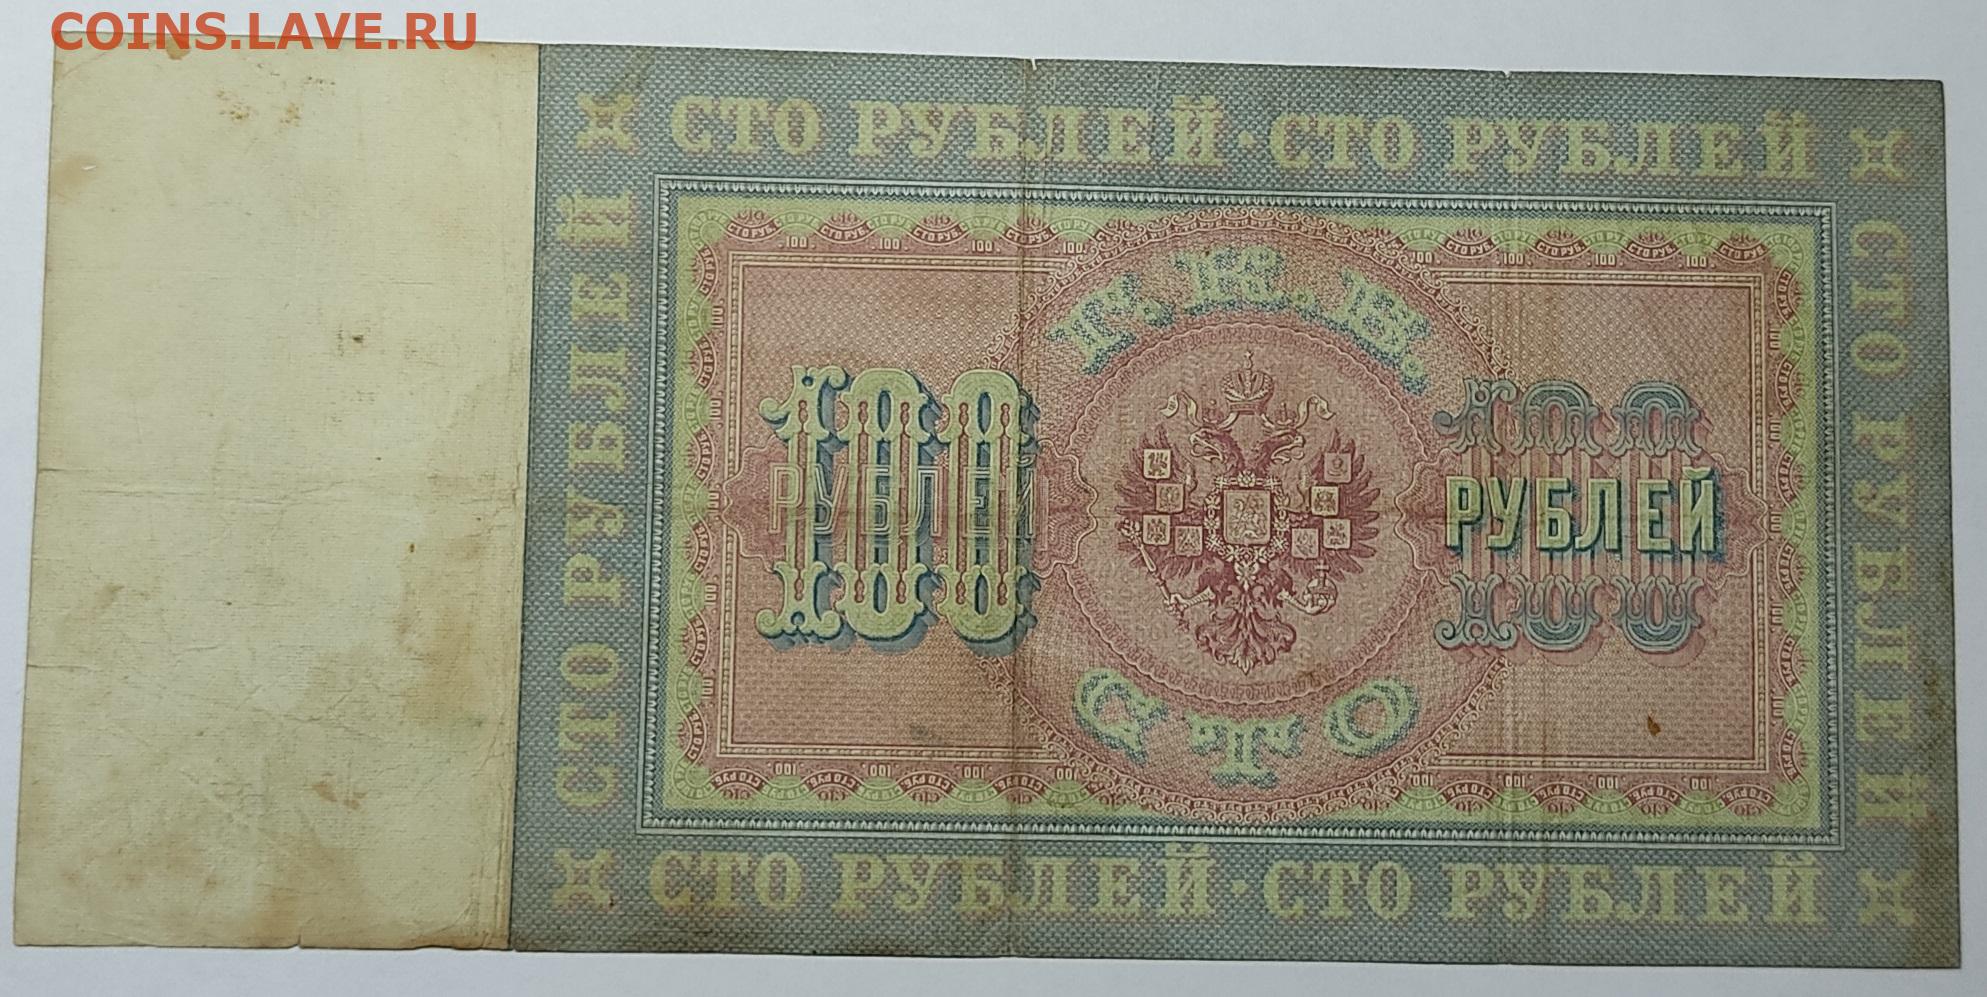 COINS.LAVE.RU
СТО РУБЛЕЙ · СТО РУБЛЕЙ
СТО РУБЛЕЙ
СТО РУБЛЕЙ
Г. К. Б.
100
РУБЛЕЙ
100
РУБЛЕЙ
100
СТО
СТО РУБЛЕЙ · СТО РУБЛЕЙ